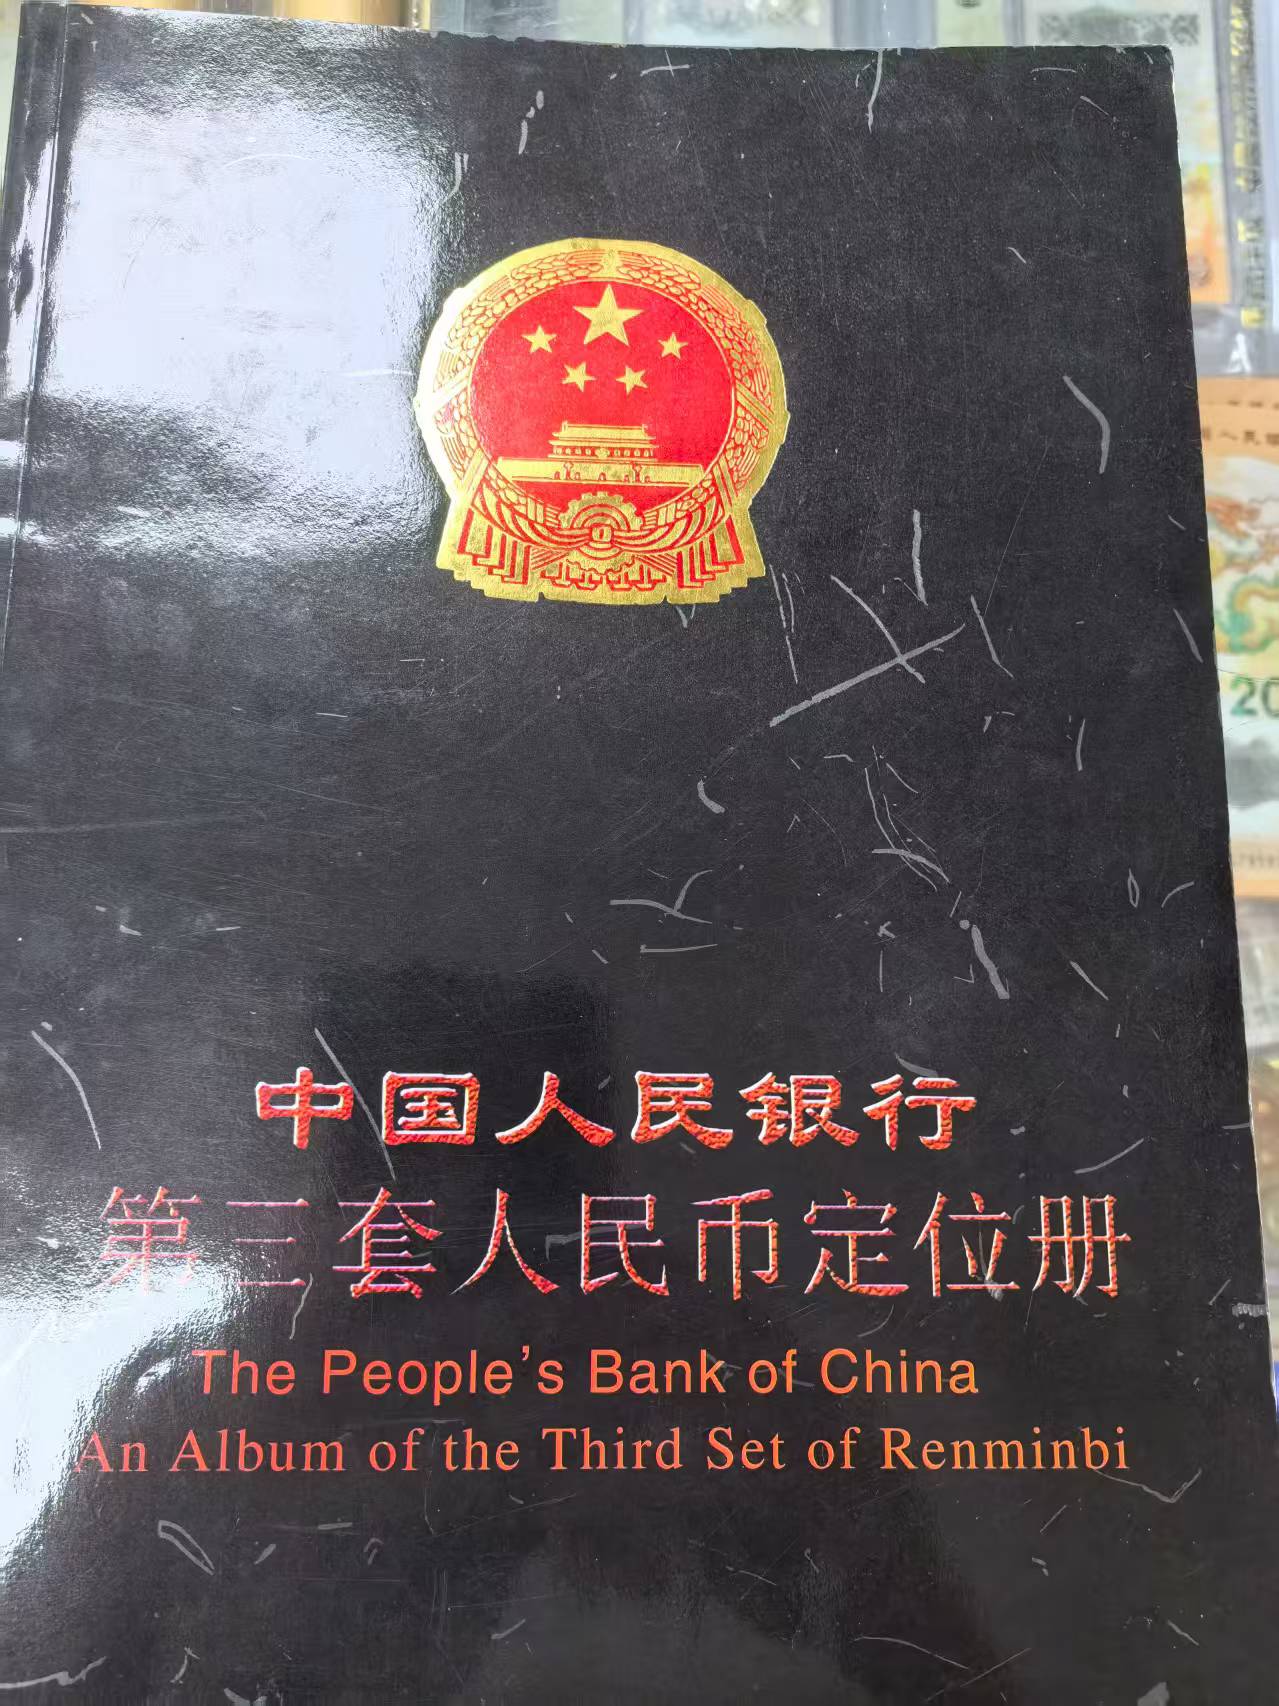 中国人民银行
第三套人民币定位册
The People's Bank of China
An Album of the Third Set of Renminbi
20